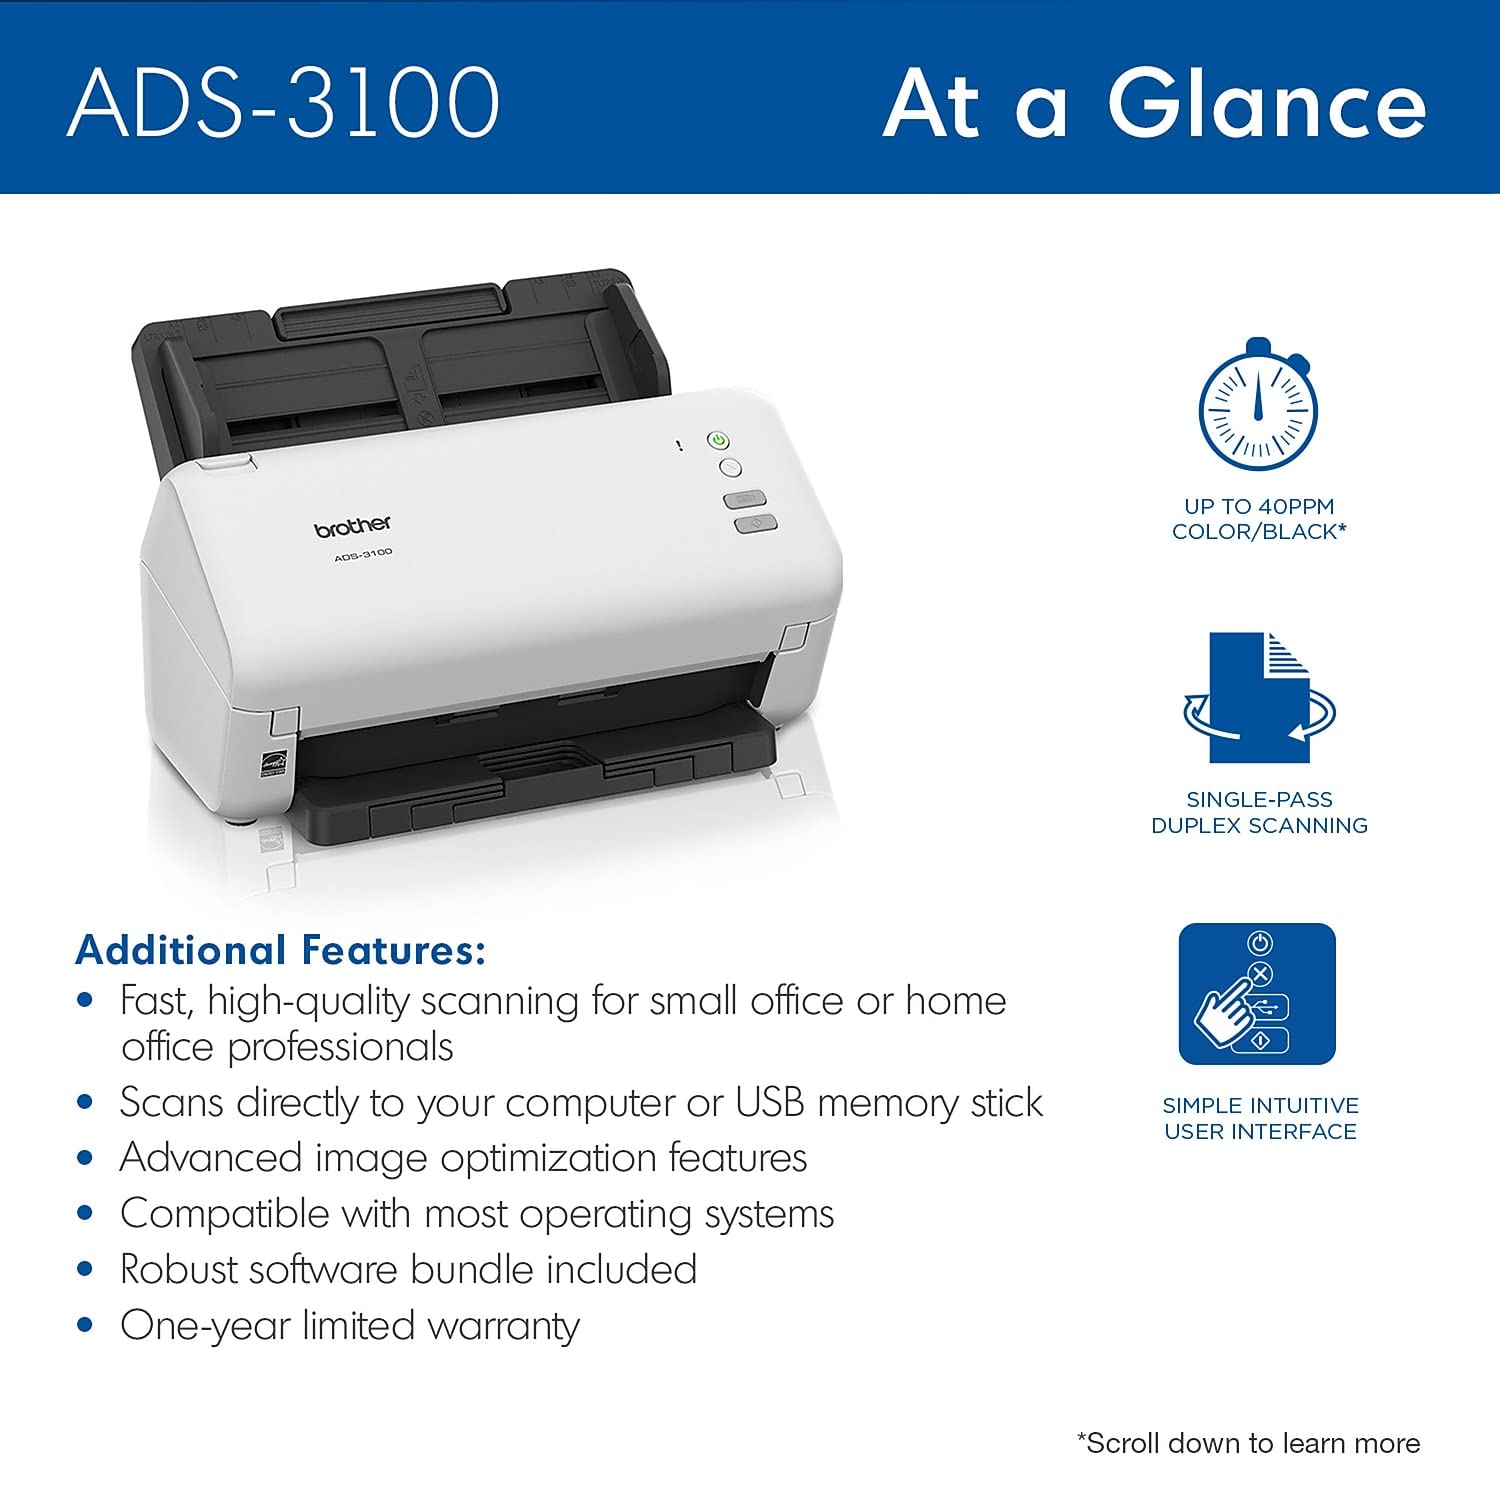 ADS-3100
At a Glance
brother
ADS-3100
!
UP TO 40PPM
COLOR/BLACK*
SINGLE-PASS
DUPLEX SCANNING
SIMPLE INTUITIVE
USER INTERFACE
Additional Features:
• Fast, high-quality scanning for small office or home
office professionals
• Scans directly to your computer or USB memory stick
• Advanced image optimization features
• Compatible with most operating systems
• Robust software bundle included
• One-year limited warranty
*Scroll down to learn more